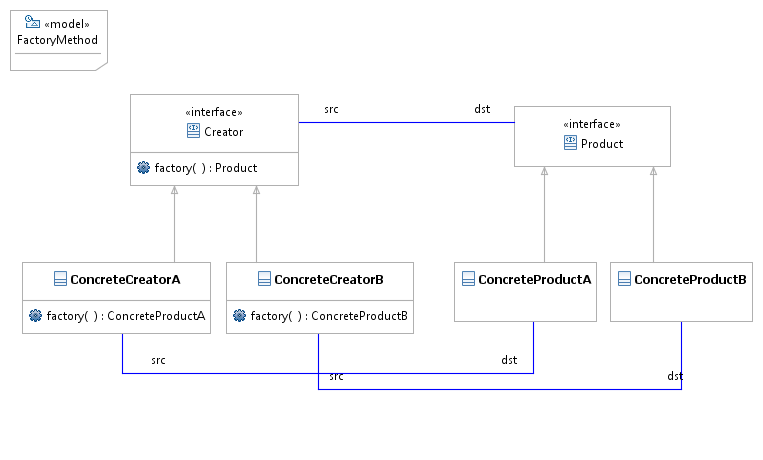 «model»
FactoryMethod
«interface»
Creator
factory( ) : Product
src
dst
«interface»
Product
ConcreteCreatorA
factory( ) : ConcreteProductA
ConcreteCreatorB
factory( ) : ConcreteProductB
ConcreteProductA
ConcreteProductB
src
dst
src
dst